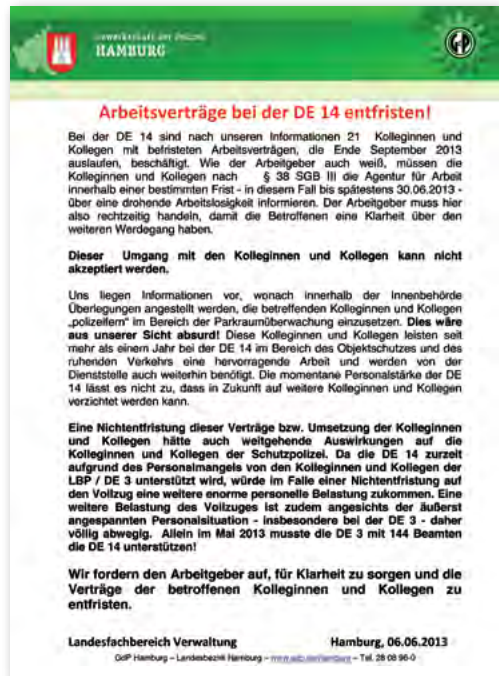 Gewerkschaft der Polizei
HAMBURG
GdP
Arbeitsverträge bei der DE 14 entfristen!
Bei der DE 14 sind nach unseren Informationen 21 Kolleginnen und
Kollegen mit befristeten Arbeitsverträgen, die Ende September 2013
auslaufen, beschäftigt. Wie der Arbeitgeber auch weiß, müssen die
Kolleginnen und Kollegen nach § 38 SGB III die Agentur für Arbeit
innerhalb einer bestimmten Frist - in diesem Fall bis spätestens 30.06.2013 -
über eine drohende Arbeitslosigkeit informieren. Der Arbeitgeber muss hier
also rechtzeitig handeln, damit die Betroffenen eine Klarheit über den
weiteren Werdegang haben.
Dieser Umgang mit den Kolleginnen und Kollegen kann nicht
akzeptiert werden.
Uns liegen Informationen vor, wonach innerhalb der Innenbehörde
Überlegungen angestellt werden, die betreffenden Kolleginnen und Kollegen
„polizeifern" im Bereich der Parkraumüberwachung einzusetzen. Dies wäre
aus unserer Sicht absurd! Diese Kolleginnen und Kollegen leisten seit
mehr als einem Jahr bei der DE 14 im Bereich des Objektschutzes und des
ruhenden Verkehrs eine hervorragende Arbeit und werden von der
Dienststelle auch weiterhin benötigt. Die momentane Personalstärke der DE
14 lässt es nicht zu, dass in Zukunft auf weitere Kolleginnen und Kollegen
verzichtet werden kann.
Eine Nichtentfristung dieser Verträge bzw. Umsetzung der Kolleginnen
und Kollegen hätte auch weitgehende Auswirkungen auf die
Kolleginnen und Kollegen der Schutzpolizei. Da die DE 14 zurzeit
aufgrund des Personalmangels von den Kolleginnen und Kollegen der
LBP / DE 3 unterstützt wird, würde im Falle einer Nichtentfristung auf
den Vollzug eine weitere enorme personelle Belastung zukommen. Eine
weitere Belastung des Vollzuges ist zudem angesichts der äußerst
angespannten Personalsituation - insbesondere bei der DE 3 - daher
völlig abwegig. Allein im Mai 2013 musste die DE 3 mit 144 Beamten
die DE 14 unterstützen!
Wir fordern den Arbeitgeber auf, für Klarheit zu sorgen und die
Verträge der betroffenen Kolleginnen und Kollegen zu
entfristen.
Landesfachbereich Verwaltung Hamburg, 06.06.2013
GdP Hamburg – Landesbezirk Hamburg – www.gdp.de/hamburg – Tel. 28 08 96-0